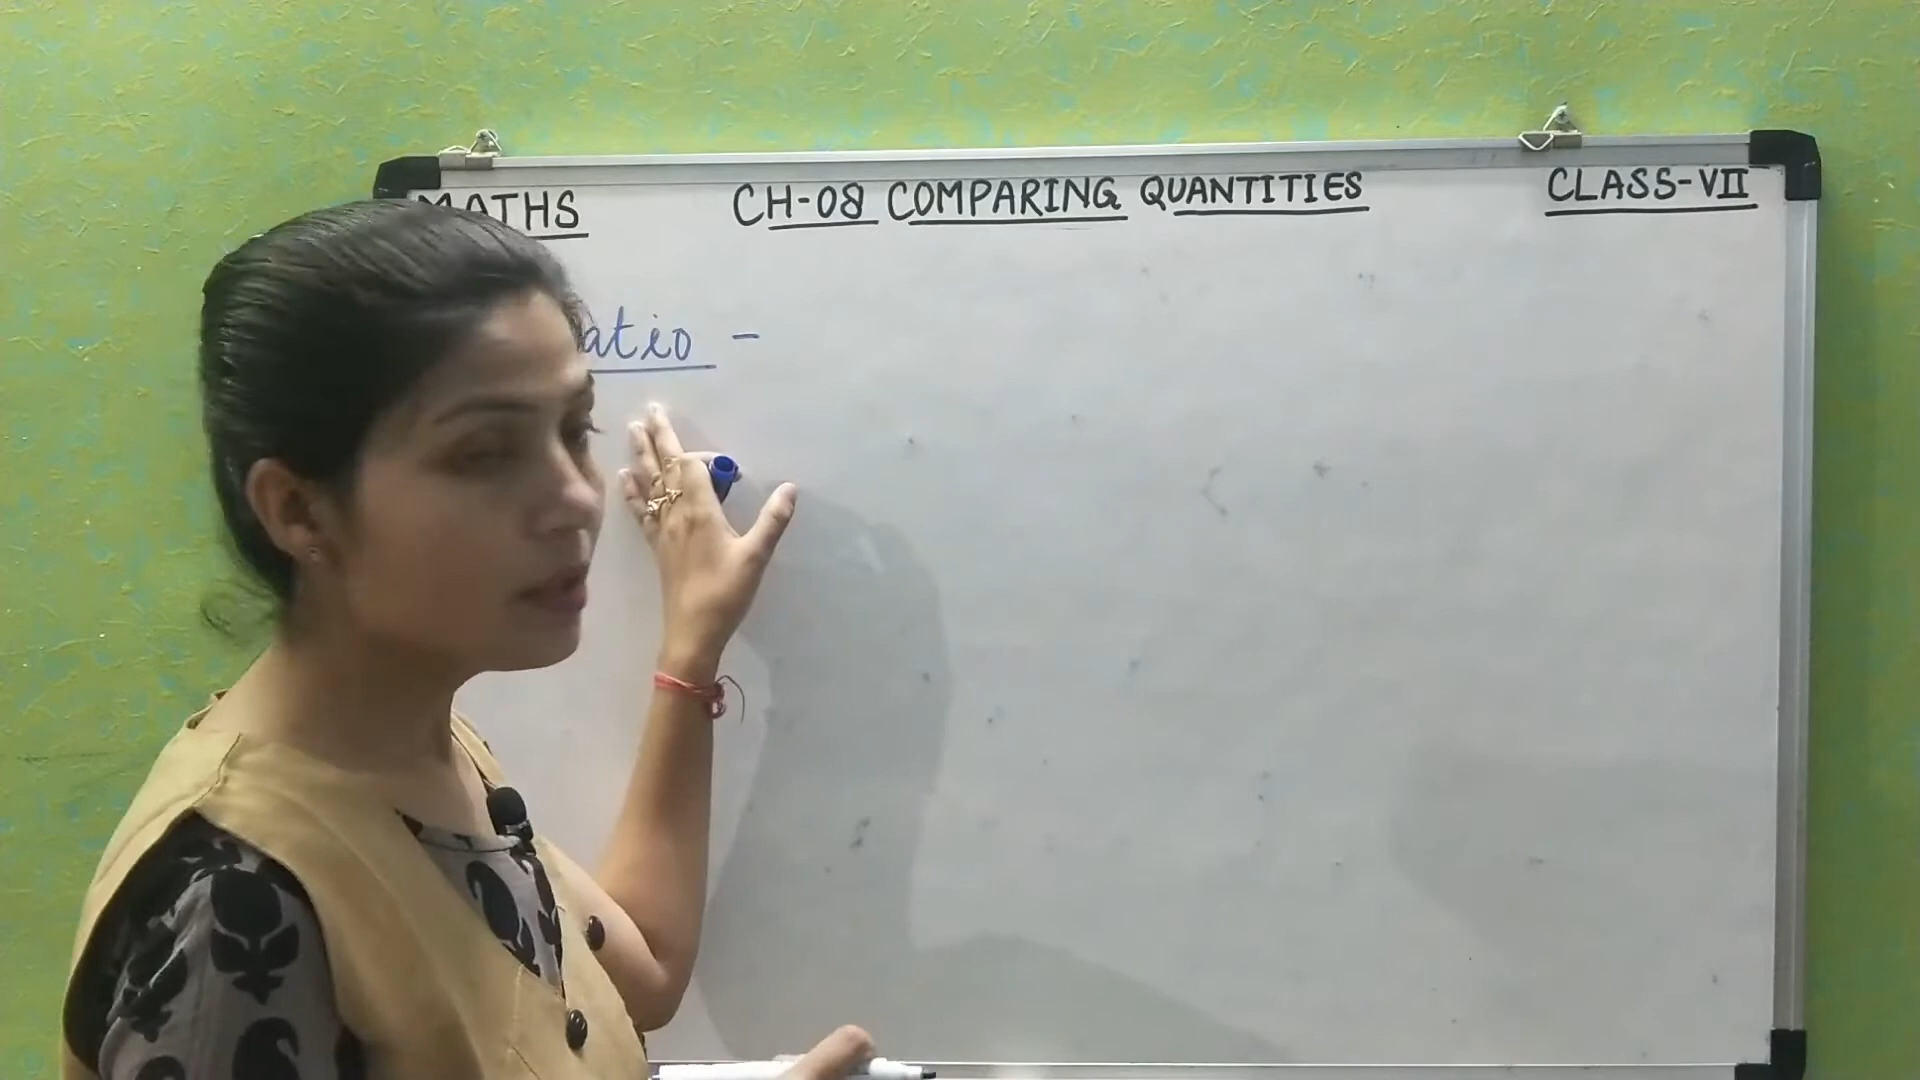 MATHS CH-08 COMPARING QUANTITIES CLASS-VII
atio -